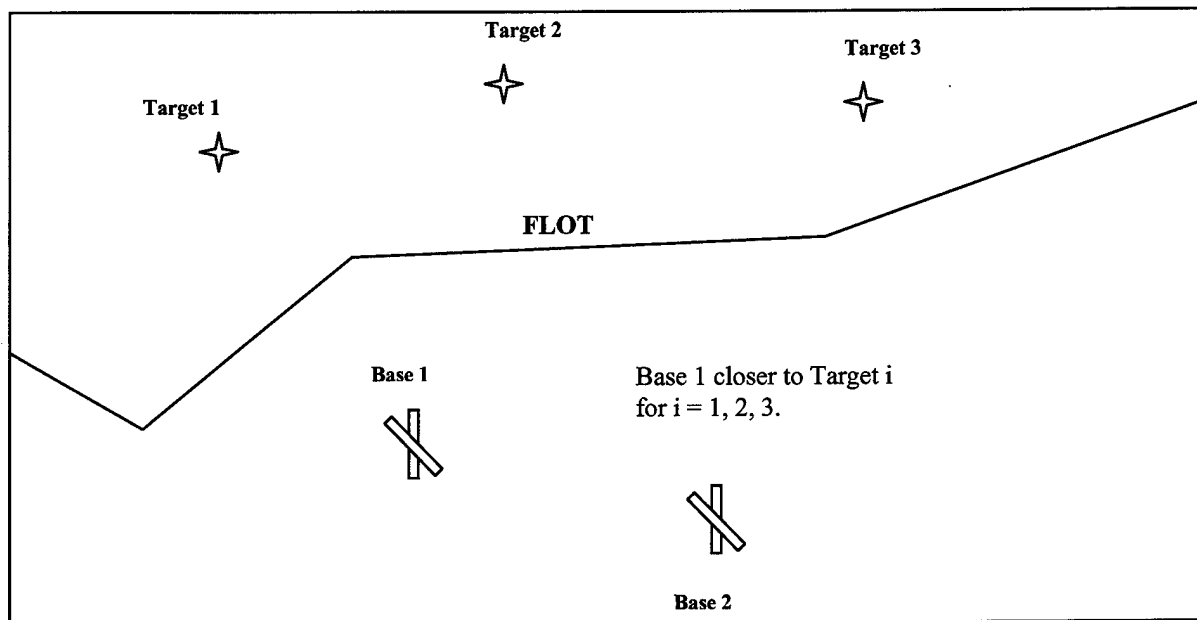 Target 2
Target 3
Target 1
FLOT
Base 1
Base 1 closer to Target i
for i = 1, 2, 3.
Base 2